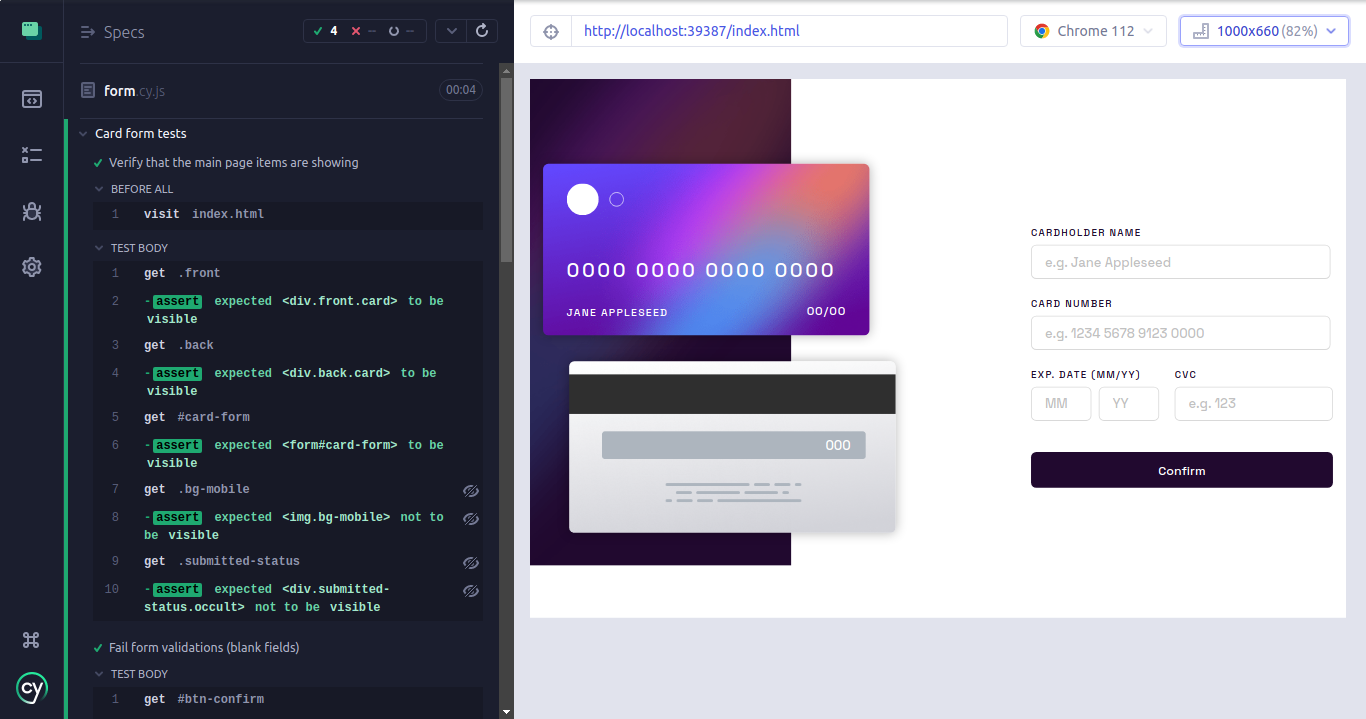 Specs
4
--
--
form.cy.js
00:04
Card form tests
Verify that the main page items are showing
BEFORE ALL
1 visit index.html
TEST BODY
1 get .front
2 -assert expected <div.front.card> to be
visible
3 get .back
4 -assert expected <div.back.card> to be
visible
5 get #card-form
6 -assert expected <form#card-form> to be
visible
7 get .bg-mobile
8 -assert expected <img.bg-mobile> not to
be visible
9 get .submitted-status
10 -assert expected <div.submitted-
status.occult> not to be visible
Fail form validations (blank fields)
TEST BODY
1 get #btn-confirm
cy
http://localhost:39387/index.html
Chrome 112
1000x660 (82%)
0000 0000 0000 0000
JANE APPLESEED
00/00
000
CARDHOLDER NAME
e.g. Jane Appleseed
CARD NUMBER
e.g. 1234 5678 9123 0000
EXP. DATE (MM/YY)
CVC
MM
YY
e.g. 123
Confirm